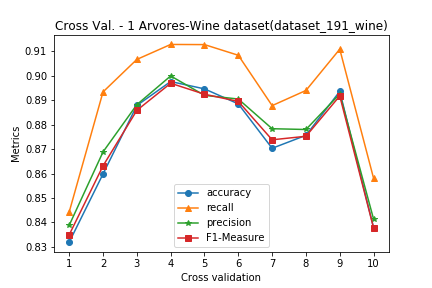 Cross Val. - 1 Arvores-Wine dataset(dataset_191_wine)
Metrics
0.91
0.90
0.89
0.88
0.87
0.86
0.85
0.84
0.83
accuracy
recall
precision
F1-Measure
1 2 3 4 5 6 7 8 9 10
Cross validation